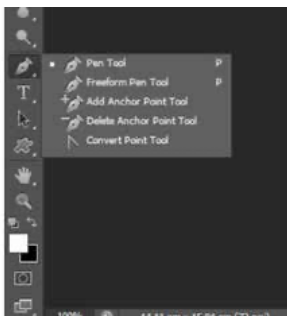 Pen Tool P
Freeform Pen Tool P
Add Anchor Point Tool
Delete Anchor Point Tool
Convert Point Tool
T
100%